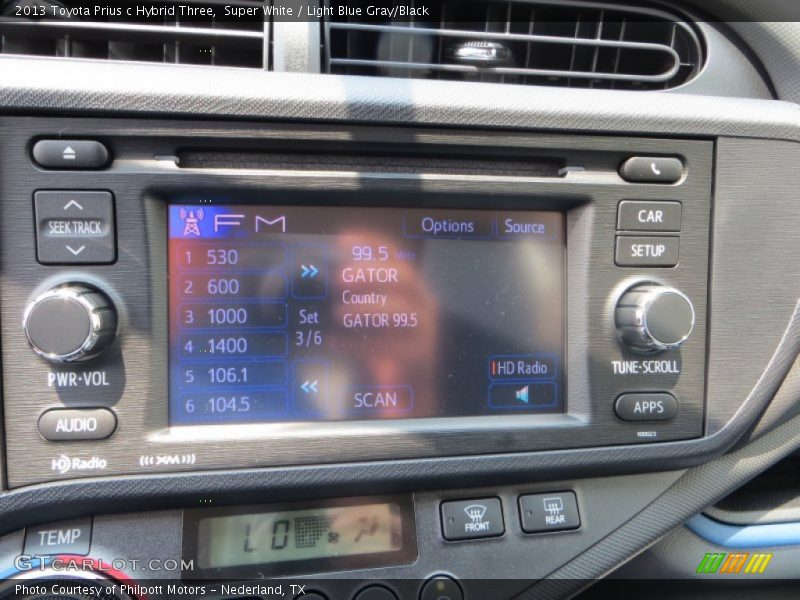 2013 Toyota Prius c Hybrid Three, Super White / Light Blue Gray/Black
SEEK TRACK
PWR·VOL
AUDIO
HD Radio
((XM))
FM
Options
Source
1 530
2 600
3 1000
4 1400
5 106.1
6 104.5
Set
3/6
99.5 MHz
GATOR
Country
GATOR 99.5
SCAN
HD Radio
CAR
SETUP
TUNE·SCROLL
APPS
100023
TEMP
LO
FRONT
REAR
GTCarLot.com
Photo Courtesy of Philpott Motors - Nederland, TX